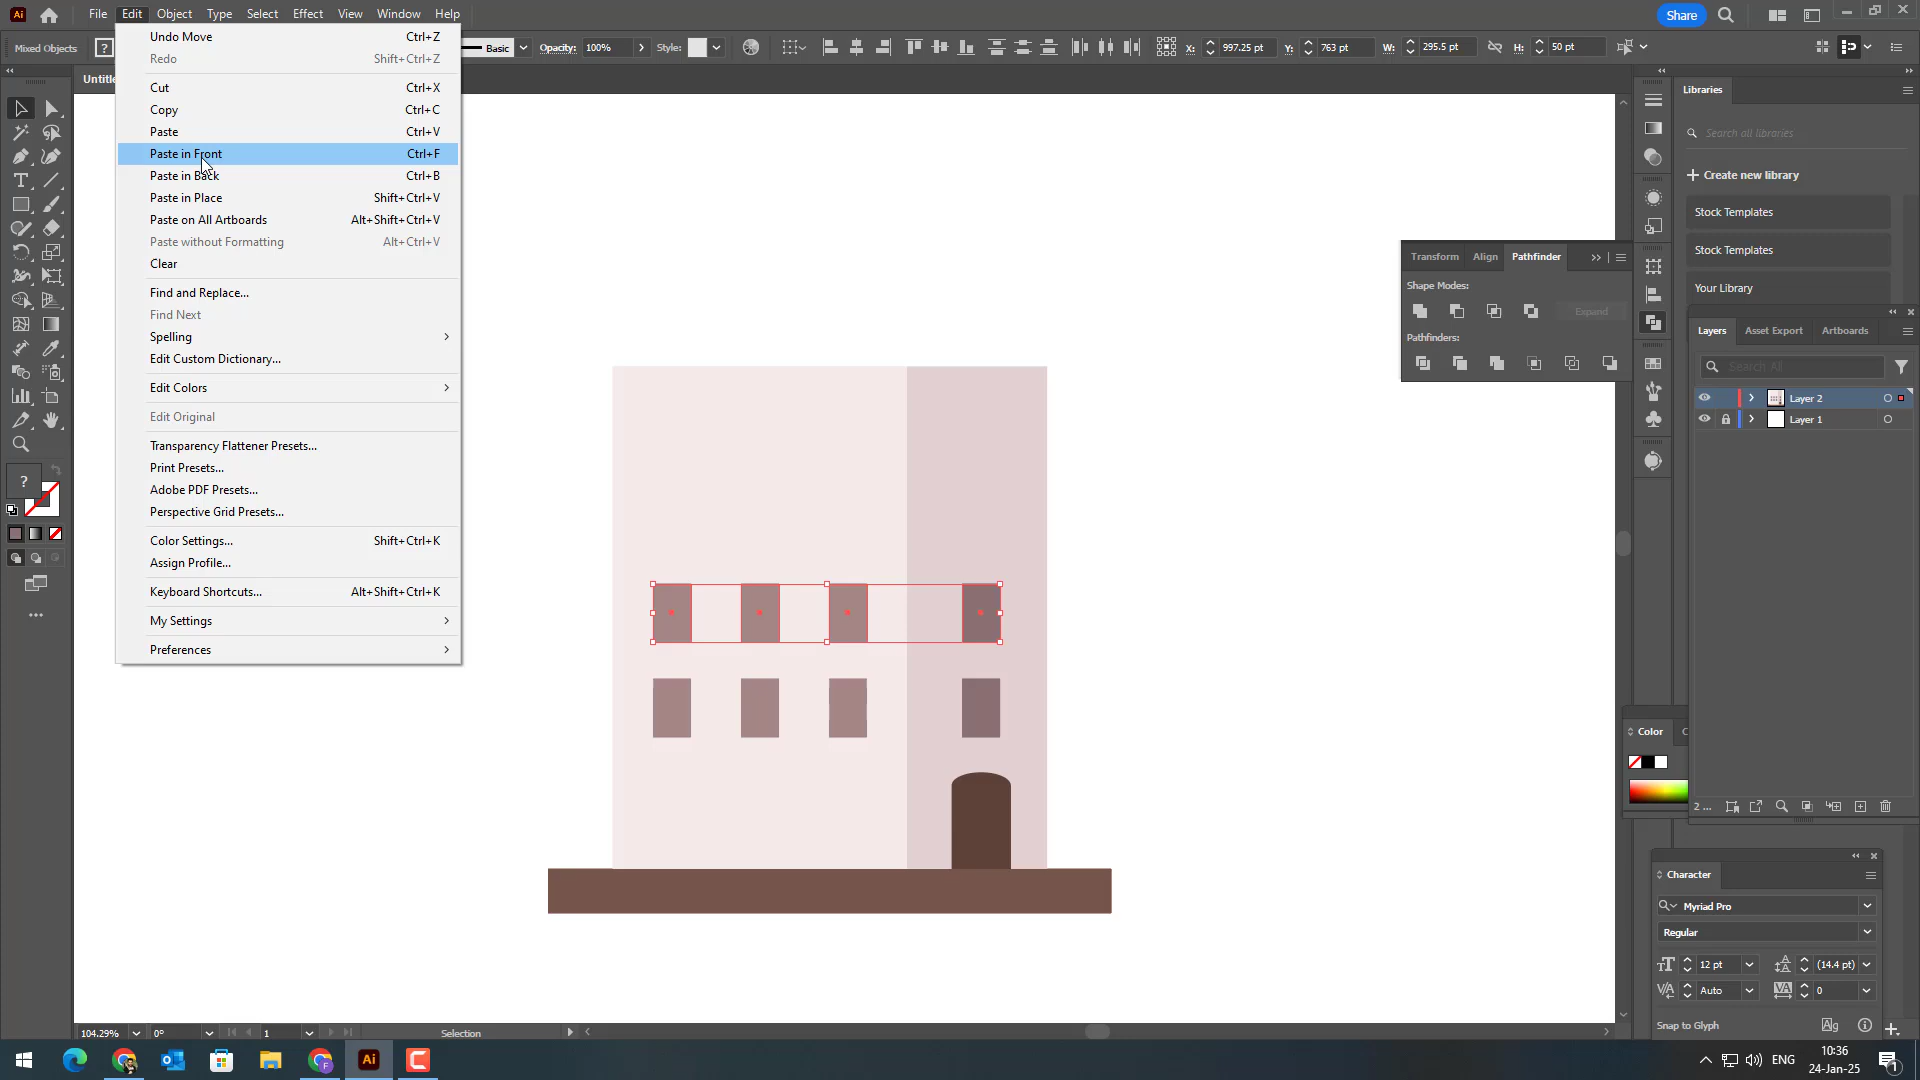 Ai File Edit Object Type Select Effect View Window Help Share
Mixed Objects ? Basic Opacity: 100% Style: X: 997.25 pt Y: 763 pt W: 295.5 pt H: 50 pt
Undo Move Ctrl+Z
Redo Shift+Ctrl+Z
Cut Ctrl+X
Copy Ctrl+C
Paste Ctrl+V
Paste in Front Ctrl+F
Paste in Back Ctrl+B
Paste in Place Shift+Ctrl+V
Paste on All Artboards Alt+Shift+Ctrl+V
Paste without Formatting Alt+Ctrl+V
Clear
Find and Replace...
Find Next
Spelling
Edit Custom Dictionary...
Edit Colors
Edit Original
Transparency Flattener Presets...
Print Presets...
Adobe PDF Presets...
Perspective Grid Presets...
Color Settings... Shift+Ctrl+K
Assign Profile...
Keyboard Shortcuts... Alt+Shift+Ctrl+K
My Settings
Preferences
Untitle
?
Transform Align Pathfinder
Shape Modes:
Expand
Pathfinders:
Libraries
Search all libraries
Create new library
Stock Templates
Stock Templates
Your Library
Layers Asset Export Artboards
Search All
Layer 2
Layer 1
Color C
2 ...
Character
Myriad Pro
Regular
12 pt (14.4 pt)
Auto 0
Snap to Glyph
104.29% 0° 1 Selection
Ai ENG 10:36
24-Jan-25 1